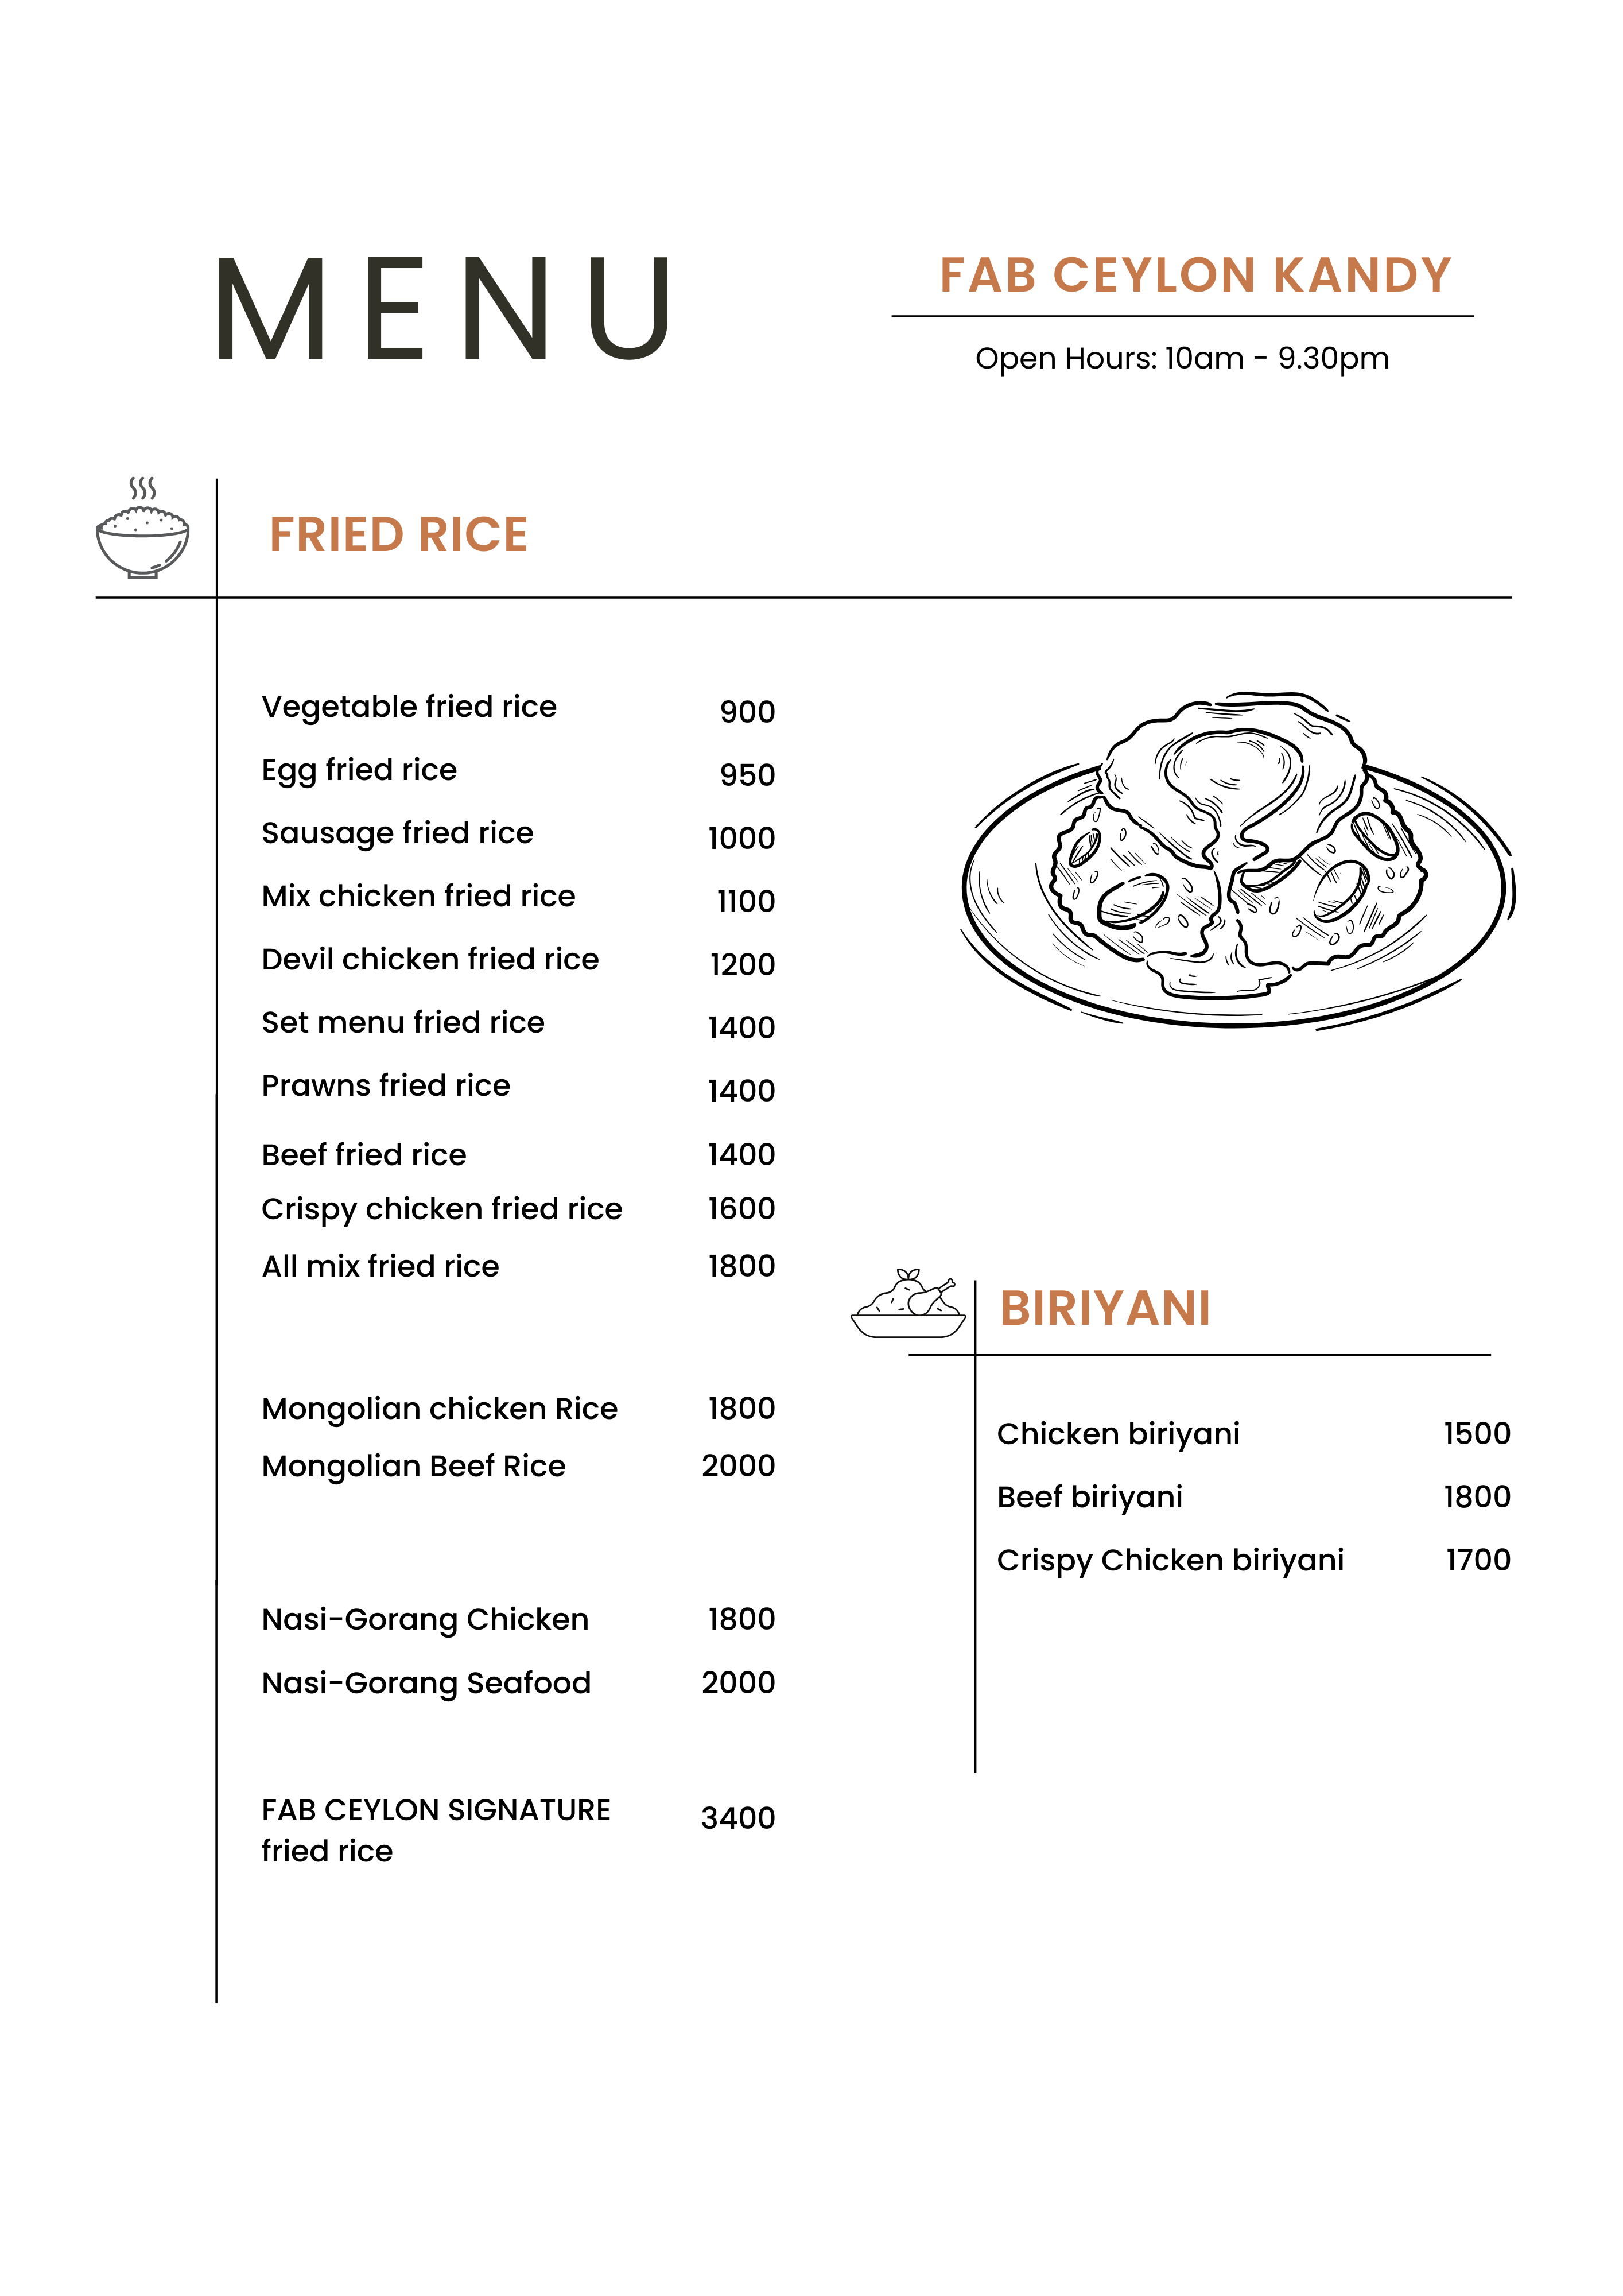 MENU
FAB CEYLON KANDY
Open Hours: 10am - 9.30pm
FRIED RICE
Vegetable fried rice 900
Egg fried rice 950
Sausage fried rice 1000
Mix chicken fried rice 1100
Devil chicken fried rice 1200
Set menu fried rice 1400
Prawns fried rice 1400
Beef fried rice 1400
Crispy chicken fried rice 1600
All mix fried rice 1800
Mongolian chicken Rice 1800
Mongolian Beef Rice 2000
Nasi-Gorang Chicken 1800
Nasi-Gorang Seafood 2000
FAB CEYLON SIGNATURE 3400
fried rice
BIRIYANI
Chicken biriyani 1500
Beef biriyani 1800
Crispy Chicken biriyani 1700